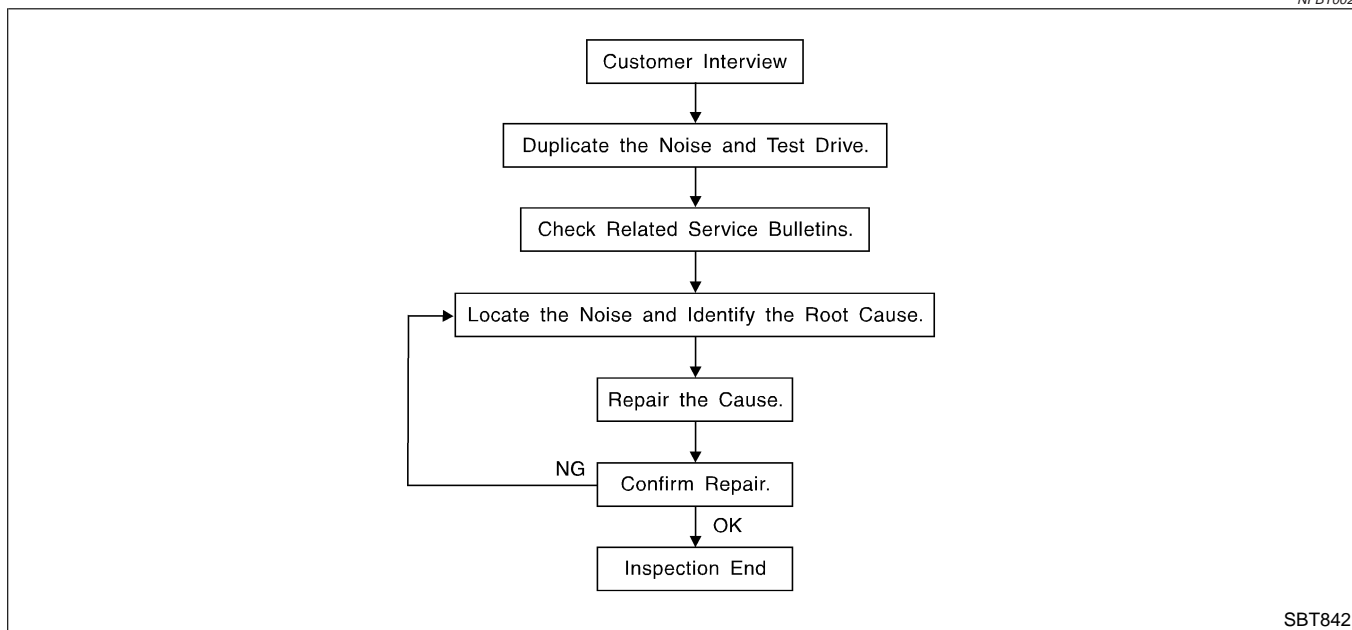 Customer Interview
Duplicate the Noise and Test Drive.
Check Related Service Bulletins.
Locate the Noise and Identify the Root Cause.
Repair the Cause.
NG
Confirm Repair.
OK
Inspection End
SBT842